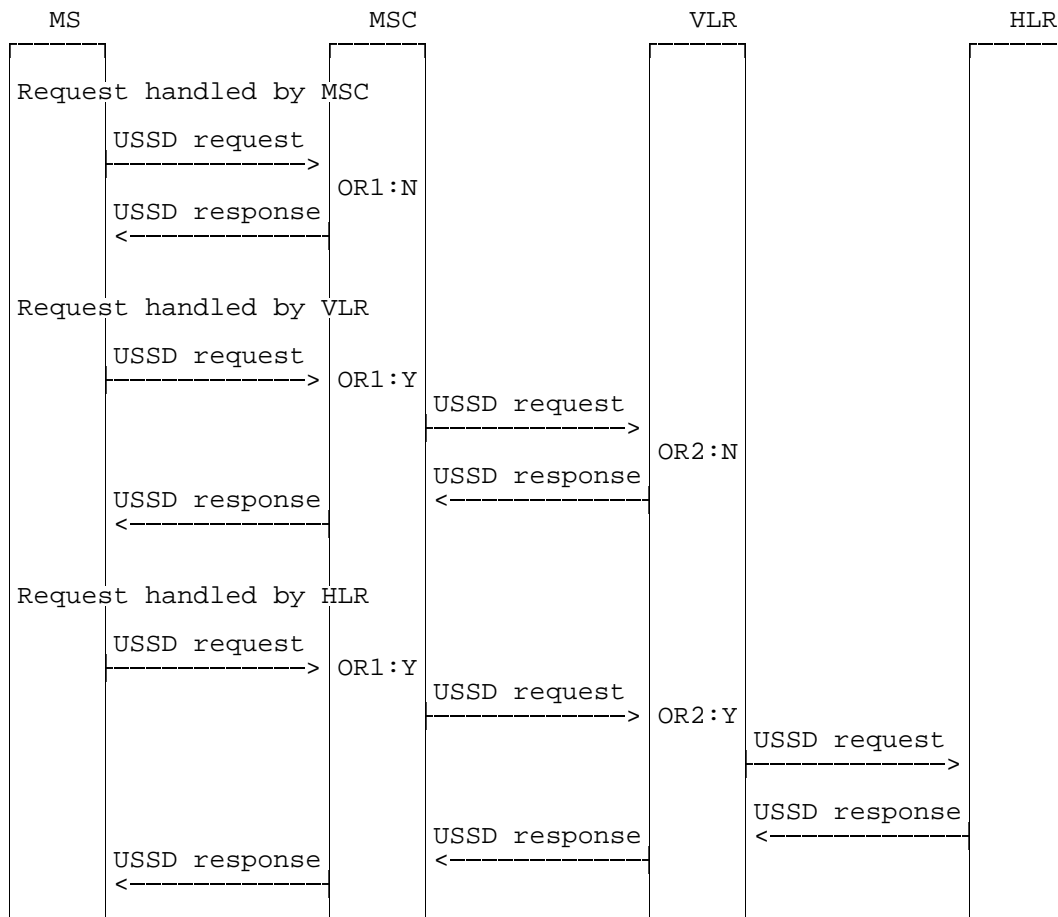 MS MSC VLR HLR
Request handled by MSC
USSD request
OR1:N
USSD response
Request handled by VLR
USSD request
OR1:Y
USSD request
OR2:N
USSD response
USSD response
Request handled by HLR
USSD request
OR1:Y
USSD request
OR2:Y
USSD request
USSD response
USSD response
USSD response